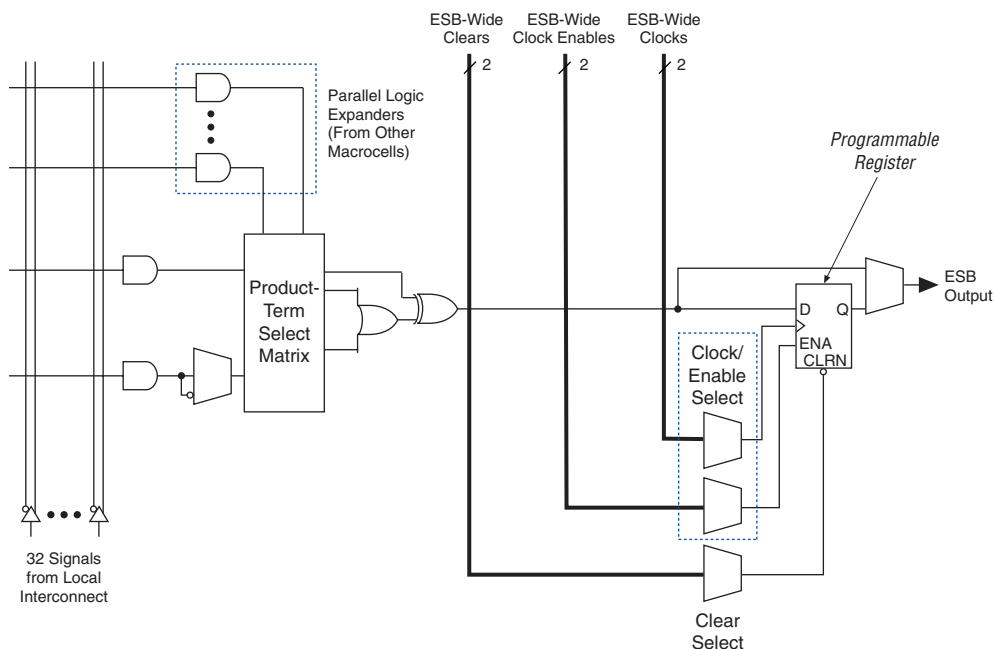 ESB-Wide
Clears
ESB-Wide
Clock Enables
ESB-Wide
Clocks
2
2
2
Parallel Logic
Expanders
(From Other
Macrocells)
Programmable
Register
Product-
Term
Select
Matrix
D
Q
ENA
CLRN
ESB
Output
Clock/
Enable
Select
32 Signals
from Local
Interconnect
Clear
Select